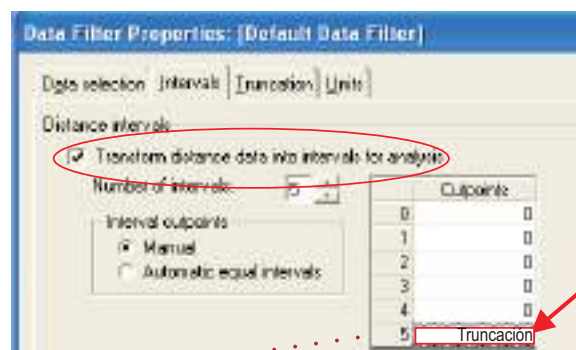 Data Filter Properties: [Default Data Filter]
Data selection Intervals Truncation Units
Distance intervals
Transform distance data into intervals for analysis
Number of intervals: 5
Cutpoints
Interval cutpoints
Manual
Automatic equal intervals
0 0
1 0
2 0
3 0
4 0
5 Truncación